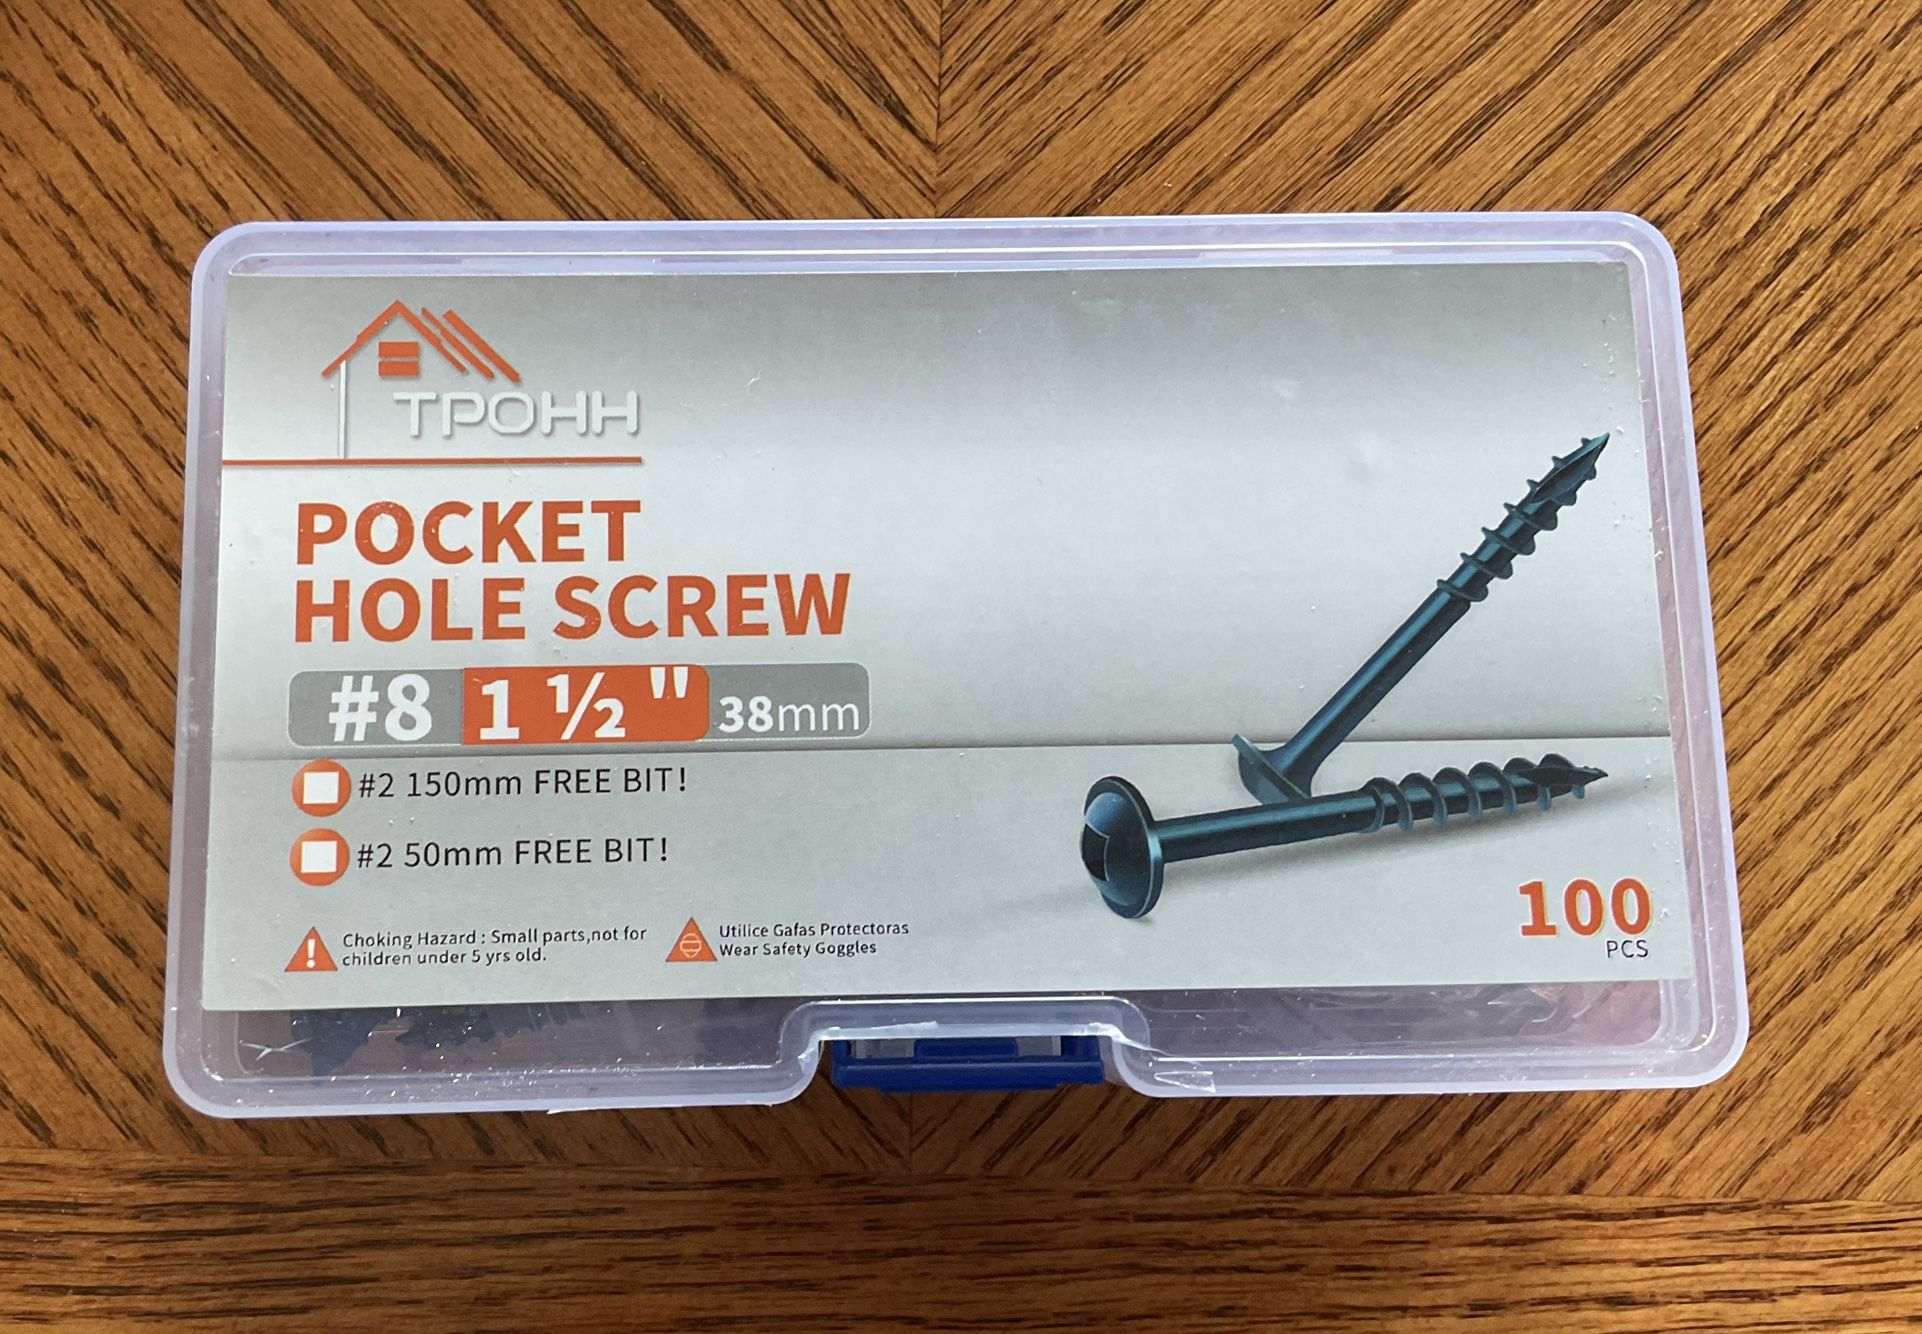 ТРОНН
POCKET
HOLE SCREW
#8 1 ½" 38mm
#2 150mm FREE BIT!
#2 50mm FREE BIT!
Choking Hazard : Small parts,not for
children under 5 yrs old.
Utilice Gafas Protectoras
Wear Safety Goggles
100
PCS